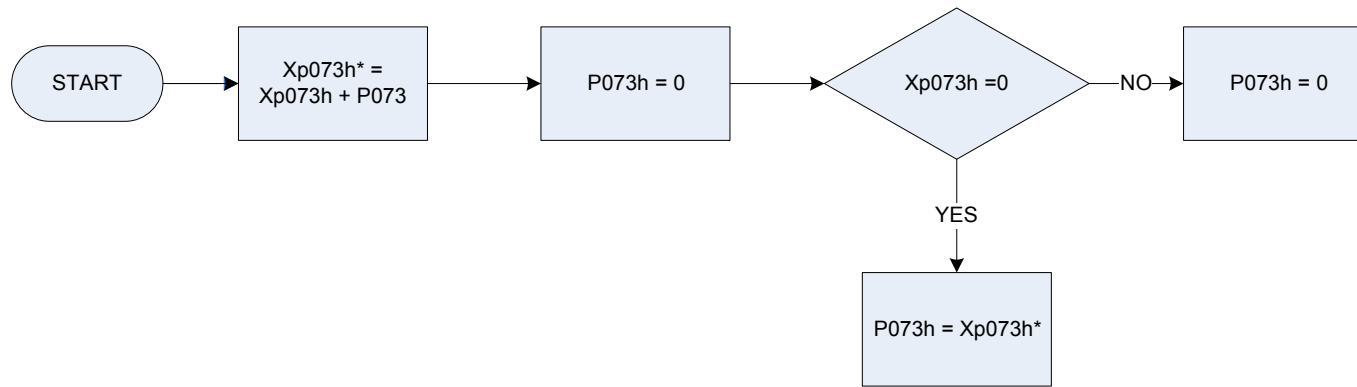 START
Xp073h* =
Xp073h + P073
P073h = 0
Xp073h =0
NO
P073h = 0
YES
P073h = Xp073h*